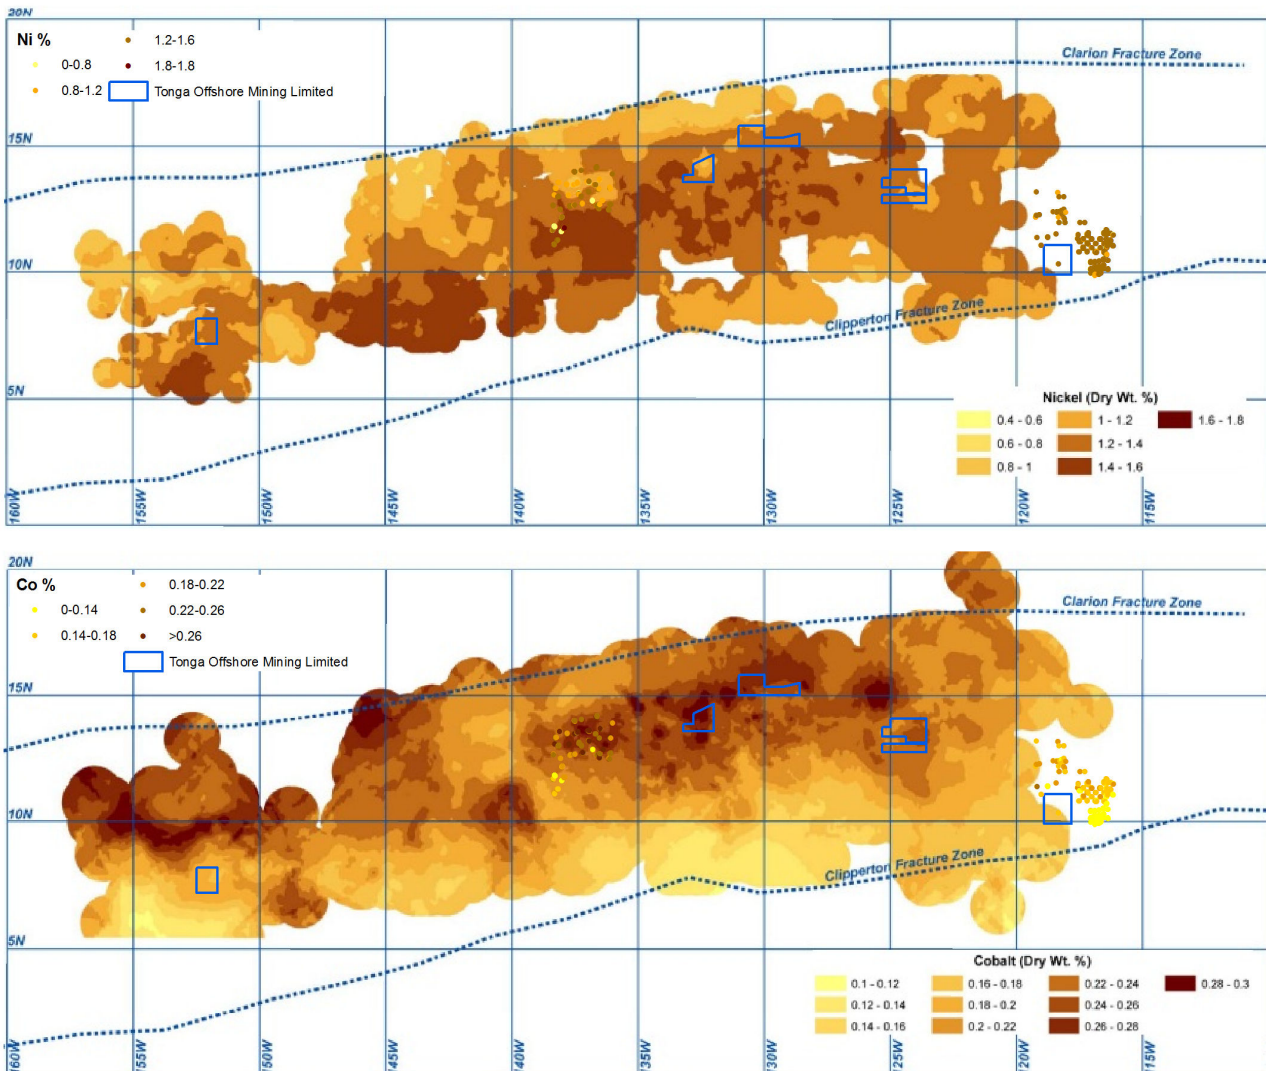 20N
Ni %
1.2-1.6
0-0.8
1.8-1.8
0.8-1.2
Tonga Offshore Mining Limited
Clarion Fracture Zone
15N
10N
Clipperton Fracture Zone
5N
Nickel (Dry Wt. %)
0.4 - 0.6
1 - 1.2
1.6 - 1.8
0.6 - 0.8
1.2 - 1.4
0.8 - 1
1.4 - 1.6
160W
155W
150W
145W
140W
135W
130W
125W
120W
115W
20N
Co %
0.18-0.22
0-0.14
0.22-0.26
0.14-0.18
>0.26
Tonga Offshore Mining Limited
Clarion Fracture Zone
15N
10N
Clipperton Fracture Zone
5N
Cobalt (Dry Wt. %)
0.1 - 0.12
0.16 - 0.18
0.22 - 0.24
0.28 - 0.3
0.12 - 0.14
0.18 - 0.2
0.24 - 0.26
0.14 - 0.16
0.2 - 0.22
0.26 - 0.28
160W
155W
150W
145W
140W
135W
130W
125W
120W
115W